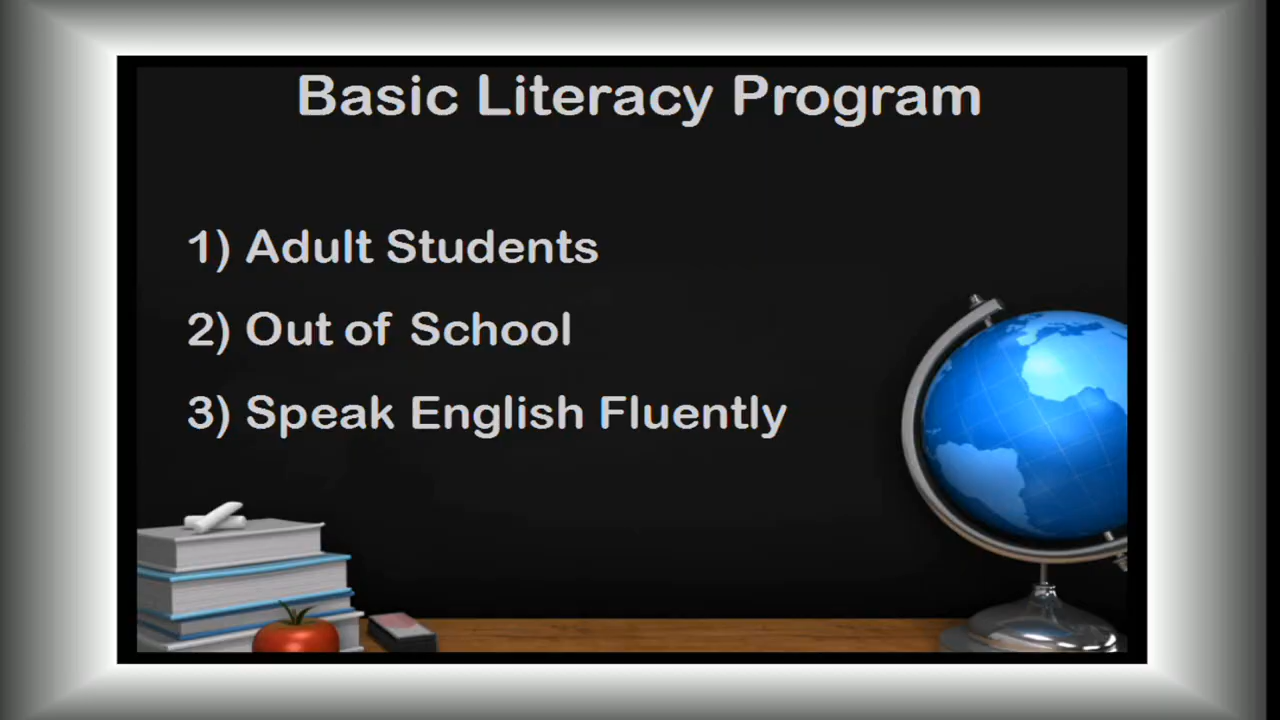 Basic Literacy Program
1) Adult Students
2) Out of School
3) Speak English Fluently